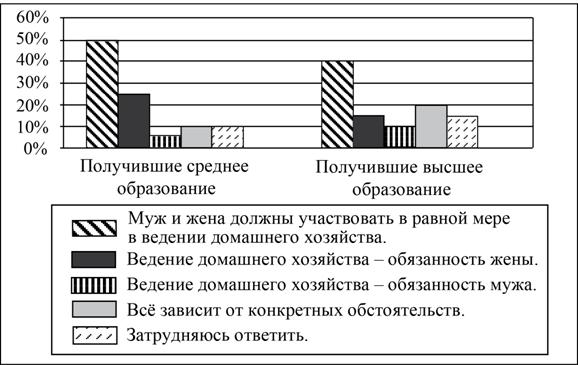 60%
50%
40%
30%
20%
10%
0%
Получившие среднее
образование
Получившие высшее
образование
Муж и жена должны участвовать в равной мере
в ведении домашнего хозяйства.
Ведение домашнего хозяйства – обязанность жены.
Ведение домашнего хозяйства – обязанность мужа.
Всё зависит от конкретных обстоятельств.
Затрудняюсь ответить.